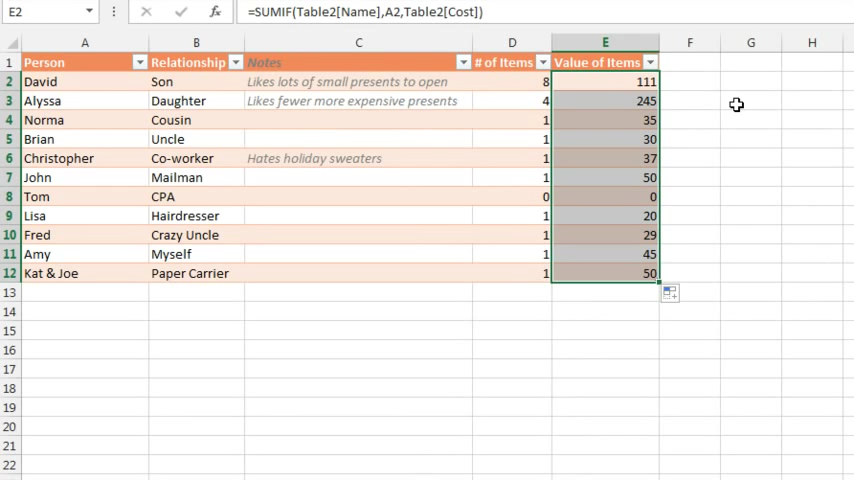 E2 fx =SUMIF(Table2[Name],A2,Table2[Cost])
A B C D E F G H
1 Person Relationship Notes # of Items Value of Items
2 David Son Likes lots of small presents to open 8 111
3 Alyssa Daughter Likes fewer more expensive presents 4 245
4 Norma Cousin 1 35
5 Brian Uncle 1 30
6 Christopher Co-worker Hates holiday sweaters 1 37
7 John Mailman 1 50
8 Tom CPA 0 0
9 Lisa Hairdresser 1 20
10 Fred Crazy Uncle 1 29
11 Amy Myself 1 45
12 Kat & Joe Paper Carrier 1 50
13
14
15
16
17
18
19
20
21
22